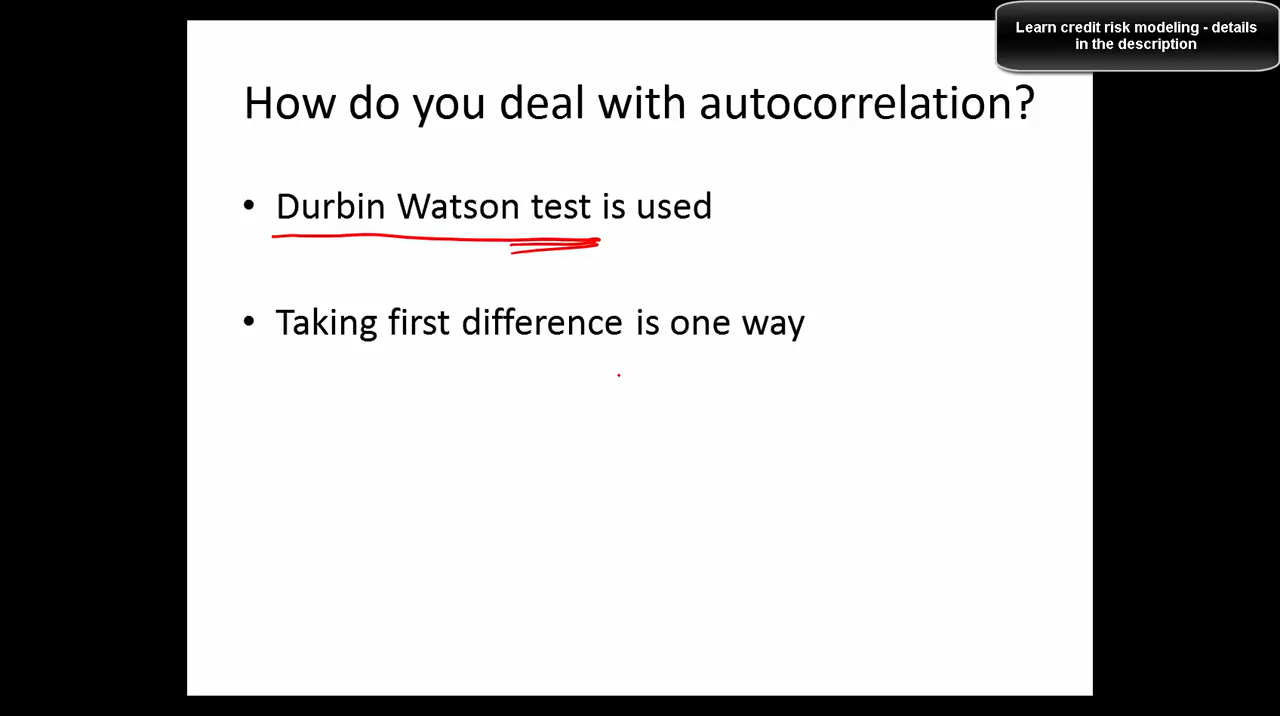 Learn credit risk modeling - details
in the description
How do you deal with autocorrelation?
• Durbin Watson test is used
• Taking first difference is one way